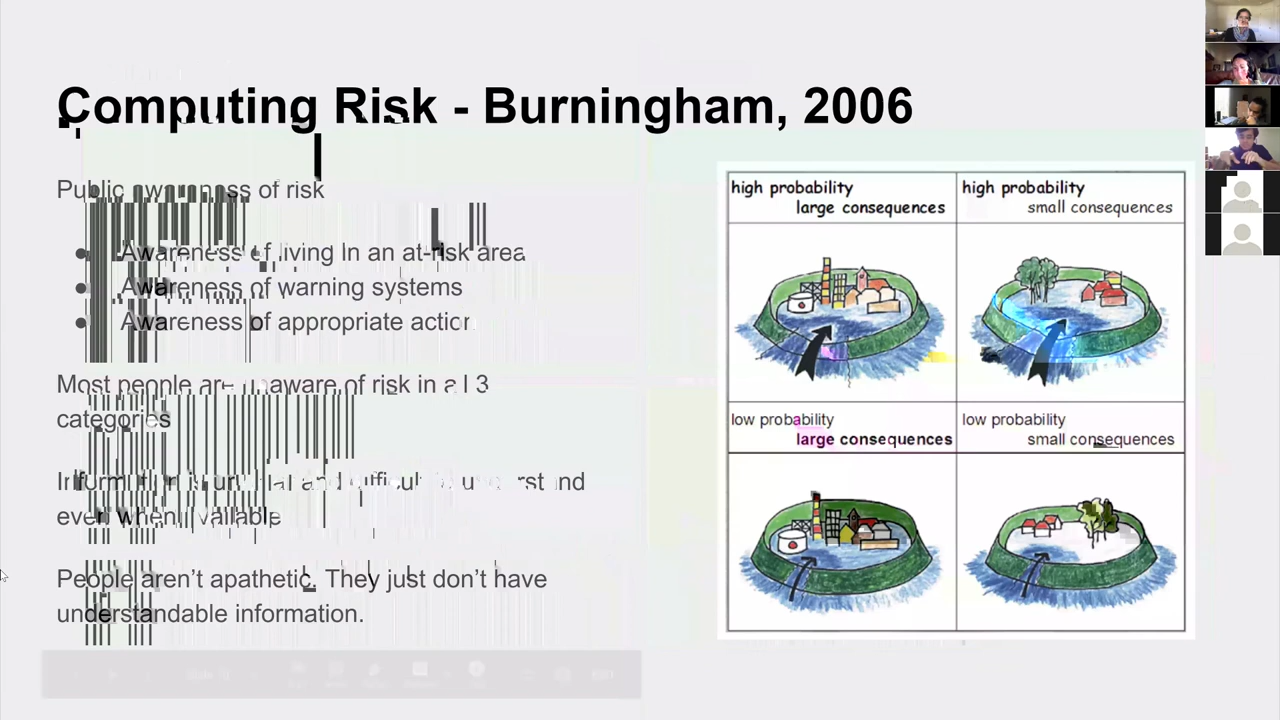 Computing Risk - Burningham, 2006
Public awareness of risk
● Awareness of living in an at-risk area
● Awareness of warning systems
● Awareness of appropriate action
Most people are unaware of risk in all 3
categories
Information is unclear and difficult to understand
even when available
People aren't apathetic. They just don't have
understandable information.
high probability
large consequences
high probability
small consequences
low probability
large consequences
low probability
small consequences